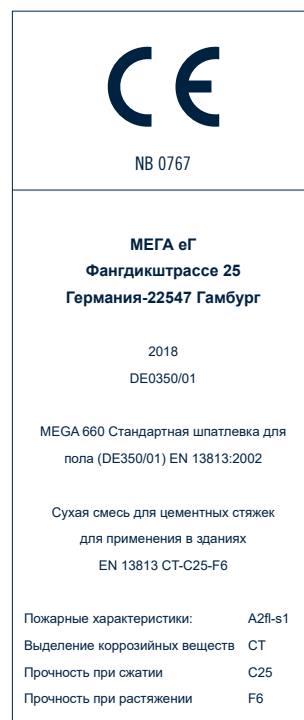 CE
NB 0767
МЕГА еГ
Фангдикштрассе 25
Германия-22547 Гамбург
2018
DE0350/01
MEGA 660 Стандартная шпатлевка для
пола (DE350/01) EN 13813:2002
Сухая смесь для цементных стяжек
для применения в зданиях
EN 13813 CT-C25-F6
Пожарные характеристики: A2fl-s1
Выделение коррозийных веществ CT
Прочность при сжатии C25
Прочность при растяжении F6